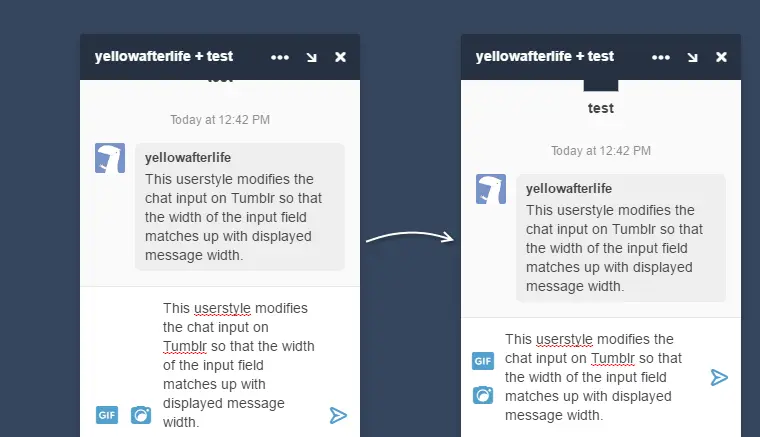 yellowafterlife + test
test
Today at 12:42 PM
yellowafterlife
This userstyle modifies the
chat input on Tumblr so that
the width of the input field
matches up with displayed
message width.
This userstyle modifies
the chat input on
Tumblr so that the width
of the input field
matches up with
displayed message
width.
GIF
yellowafterlife + test
test
Today at 12:42 PM
yellowafterlife
This userstyle modifies the
chat input on Tumblr so that
the width of the input field
matches up with displayed
message width.
This userstyle modifies the
chat input on Tumblr so that
the width of the input field
matches up with displayed
message width.
GIF